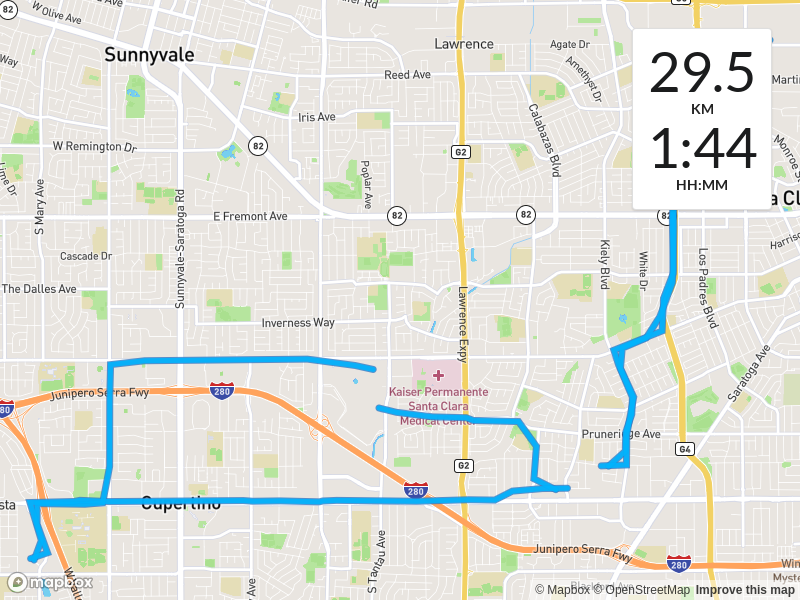 82
W Olive Ave
Sunnyvale
Lawrence
Agate Dr
Reed Ave
Amethyst Dr
29.5
KM
1:44
HH:MM
Iris Ave
Calabazas Blvd
Monroe
W Remington Dr
82
G2
Poplar Ave
S Mary Ave
Sunnyvale-Saratoga Rd
E Fremont Ave
82
82
82
Cascade Dr
Kiely Blvd
White Dr
Los Padres Blvd
The Dalles Ave
Lawrence Expy
Inverness Way
Saratoga Ave
280
Junipero Serra Fwy
280
Kaiser Permanente
Santa Clara
Medical Center
Pruneridge Ave
G4
G2
280
Cupertino
S Tantau Ave
Junipero Serra Fwy
280
mapbox
© Mapbox © OpenStreetMap Improve this map